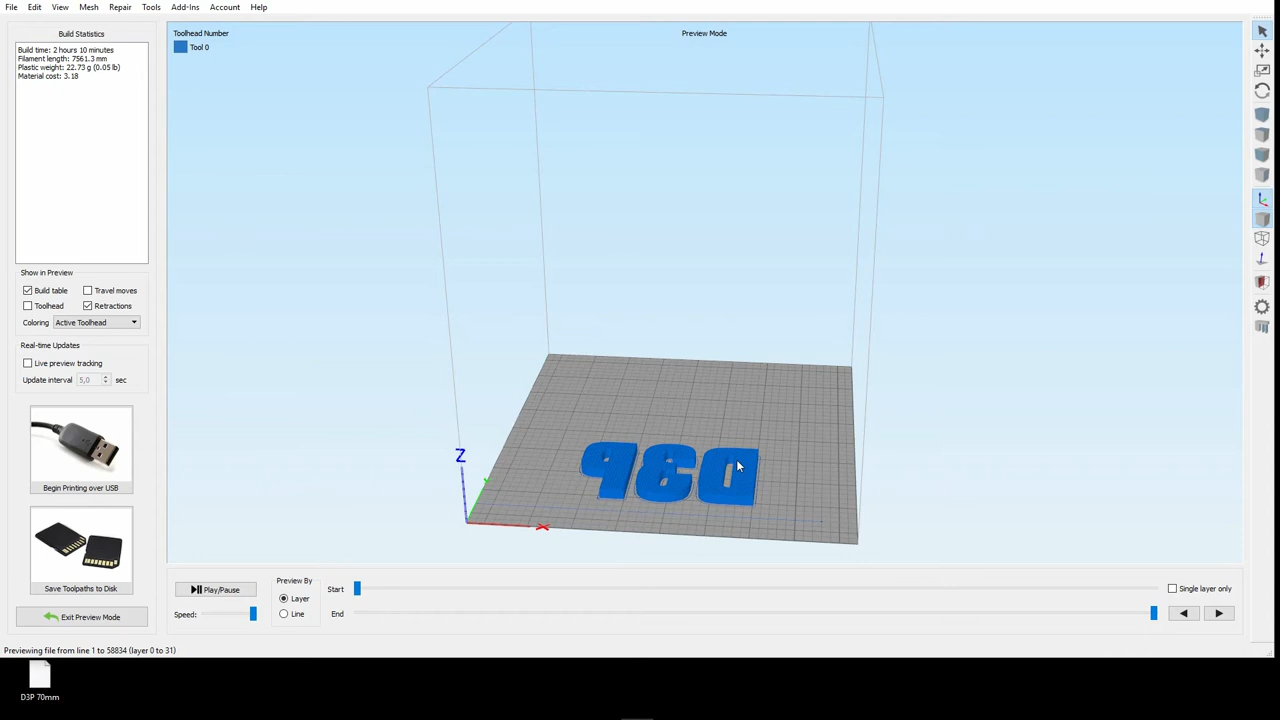 File Edit View Mesh Repair Tools Add-Ins Account Help
Build Statistics
Build time: 2 hours 10 minutes
Filament length: 7561.3 mm
Plastic weight: 22.73 g (0.05 lb)
Material cost: 3.18
Show in Preview
Build table Travel moves
Toolhead Retractions
Coloring Active Toolhead
Real-time Updates
Live preview tracking
Update interval 5,0 sec
Begin Printing over USB
Save Toolpaths to Disk
Exit Preview Mode
Toolhead Number
Tool 0
Preview Mode
Z
D3P
Play/Pause
Speed:
Preview By
Layer
Line
Start
End
Single layer only
Previewing file from line 1 to 58834 (layer 0 to 31)
D3P 70mm